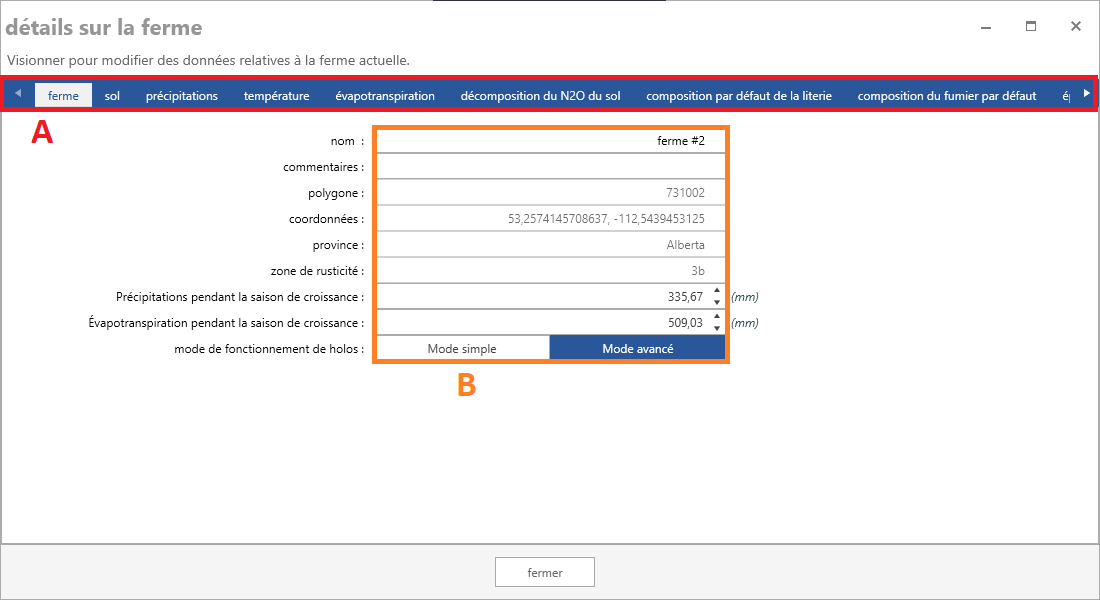 détails sur la ferme
Visionner pour modifier des données relatives à la ferme actuelle.
ferme sol précipitations température évapotranspiration décomposition du N2O du sol composition par défaut de la literie composition du fumier par défaut
A
nom : ferme #2
commentaires :
polygone : 731002
coordonnées : 53,2574145708637, -112,5439453125
province : Alberta
zone de rusticité : 3b
Précipitations pendant la saison de croissance : 335,67 (mm)
Évapotranspiration pendant la saison de croissance : 509,03 (mm)
mode de fonctionnement de holos : Mode simple Mode avancé
B
fermer